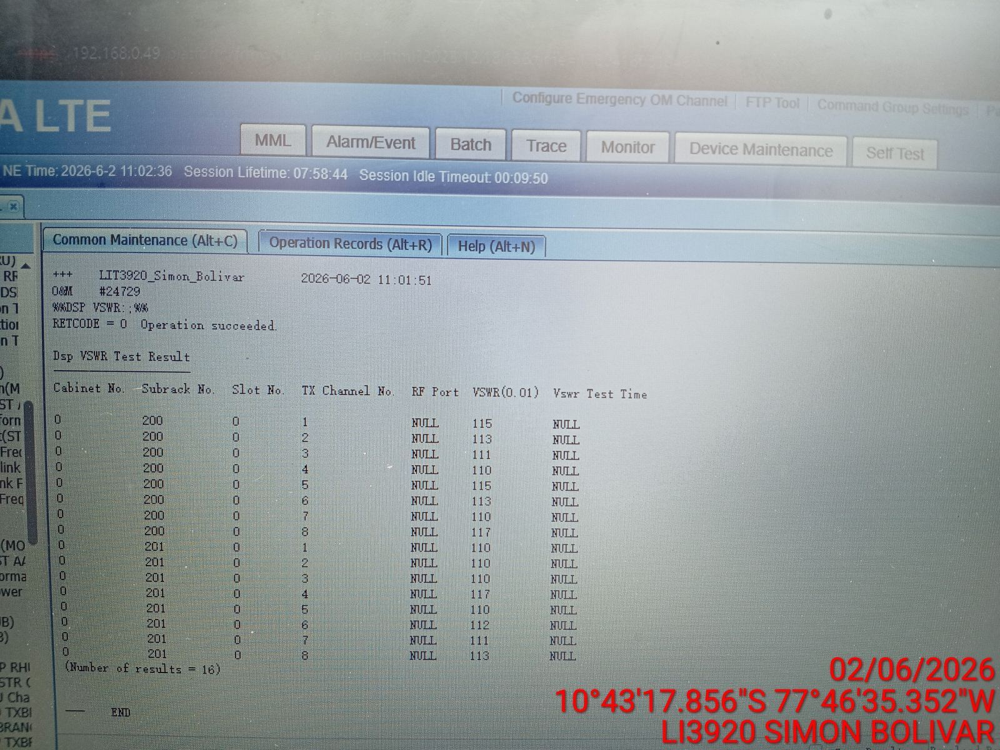 192.168.0.49
Configure Emergency OM Channel | FTP Tool | Command Group Settings
A LTE
MML Alarm/Event Batch Trace Monitor Device Maintenance Self Test
NE Time: 2026-6-2 11:02:36 Session Lifetime: 07:58:44 Session Idle Timeout: 00:09:50
Common Maintenance (Alt+C) Operation Records (Alt+R) Help (Alt+N)
+++ LIT3920_Simon_Bolivar 2026-06-02 11:01:51
O&M #24729
%%DSP VSWR:;%%
RETCODE = 0 Operation succeeded.
Dsp VSWR Test Result
Cabinet No. Subrack No. Slot No. TX Channel No. RF Port VSWR(0.01) Vswr Test Time
0 200 0 1 NULL 115 NULL
0 200 0 2 NULL 113 NULL
0 200 0 3 NULL 111 NULL
0 200 0 4 NULL 110 NULL
0 200 0 5 NULL 115 NULL
0 200 0 6 NULL 113 NULL
0 200 0 7 NULL 110 NULL
0 200 0 8 NULL 117 NULL
0 201 0 1 NULL 110 NULL
0 201 0 2 NULL 110 NULL
0 201 0 3 NULL 110 NULL
0 201 0 4 NULL 117 NULL
0 201 0 5 NULL 110 NULL
0 201 0 6 NULL 112 NULL
0 201 0 7 NULL 111 NULL
0 201 0 8 NULL 113 NULL
(Number of results = 16)
--- END
02/06/2026
10°43'17.856"S 77°46'35.352"W
LI3920 SIMON BOLIVAR